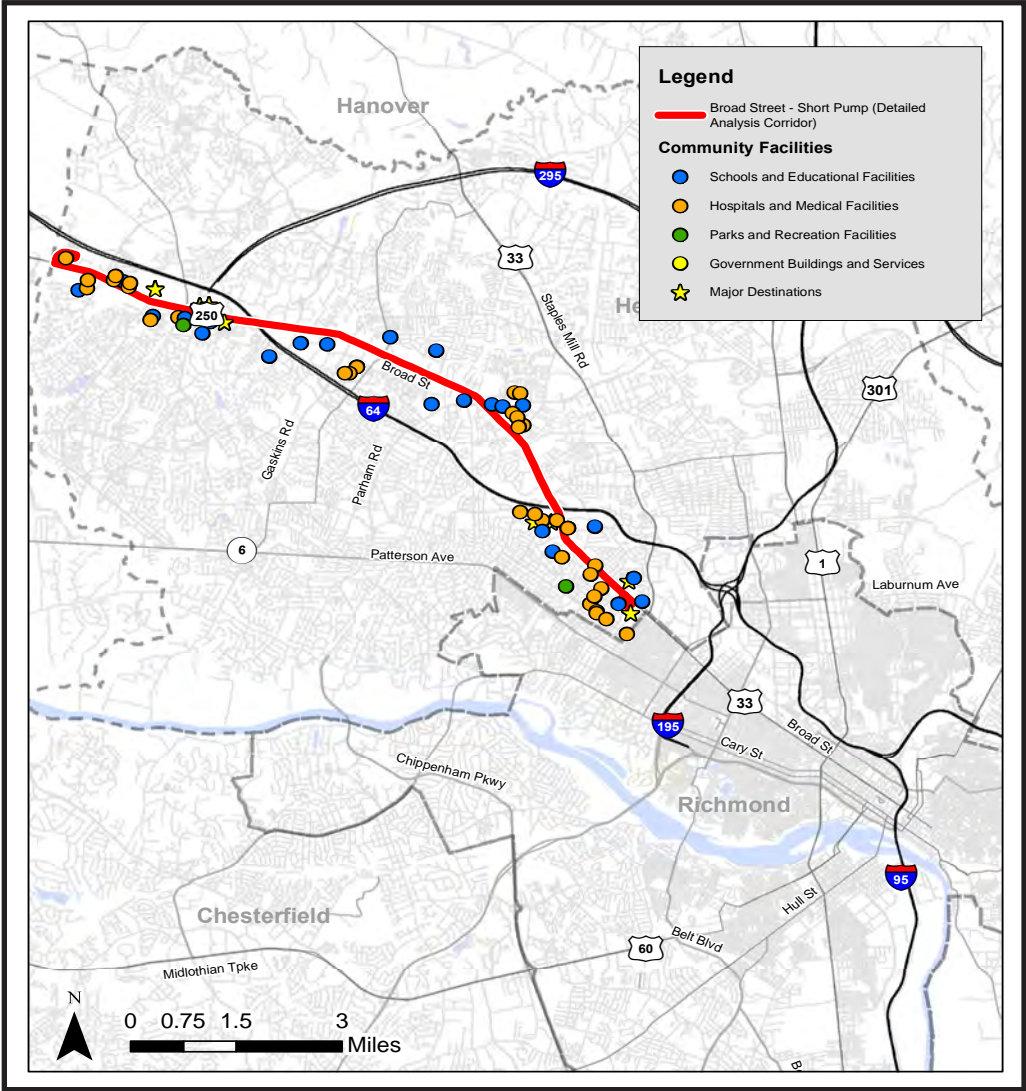 Legend
Broad Street - Short Pump (Detailed
Analysis Corridor)
Community Facilities
Schools and Educational Facilities
Hospitals and Medical Facilities
Parks and Recreation Facilities
Government Buildings and Services
Major Destinations
Hanover
295
33
He
Staples Mill Rd
250
301
Broad St
64
Gaskins Rd
Parham Rd
6
Patterson Ave
1
Laburnum Ave
33
195
Broad St
Cary St
Chippenham Pkwy
Richmond
95
Hull St
Chesterfield
Belt Blvd
60
Midlothian Tpke
N
0 0.75 1.5 3
Miles